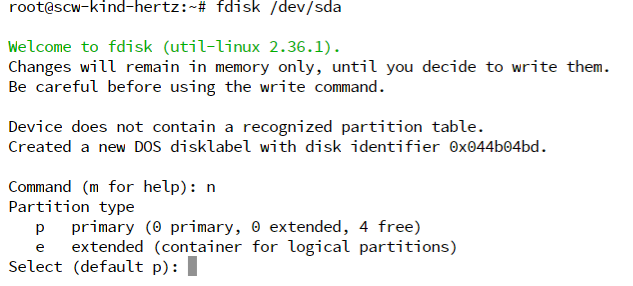 root@scw-kind-hertz:~# fdisk /dev/sda
Welcome to fdisk (util-linux 2.36.1).
Changes will remain in memory only, until you decide to write them.
Be careful before using the write command.
Device does not contain a recognized partition table.
Created a new DOS disklabel with disk identifier 0x044b04bd.
Command (m for help): n
Partition type
p   primary (0 primary, 0 extended, 4 free)
e   extended (container for logical partitions)
Select (default p):